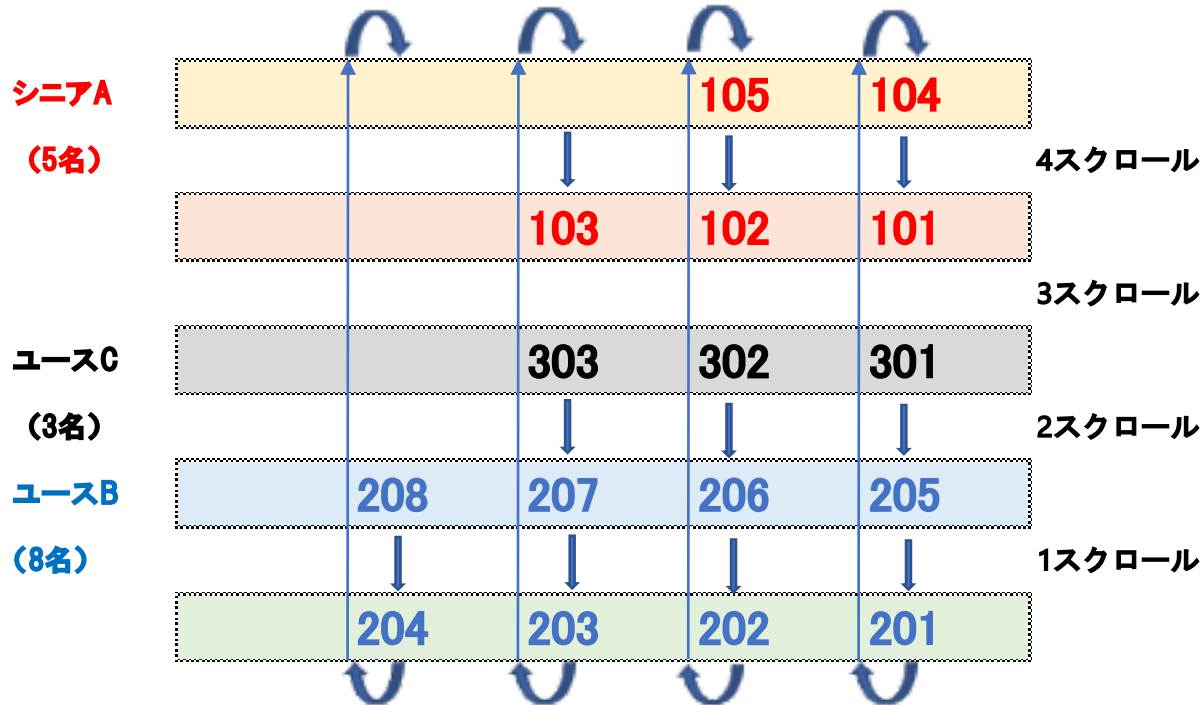 シニアA
105 104
（5名）
4スクロール
103 102 101
3スクロール
ユースC
303 302 301
（3名）
2スクロール
ユースB
208 207 206 205
（8名）
1スクロール
204 203 202 201